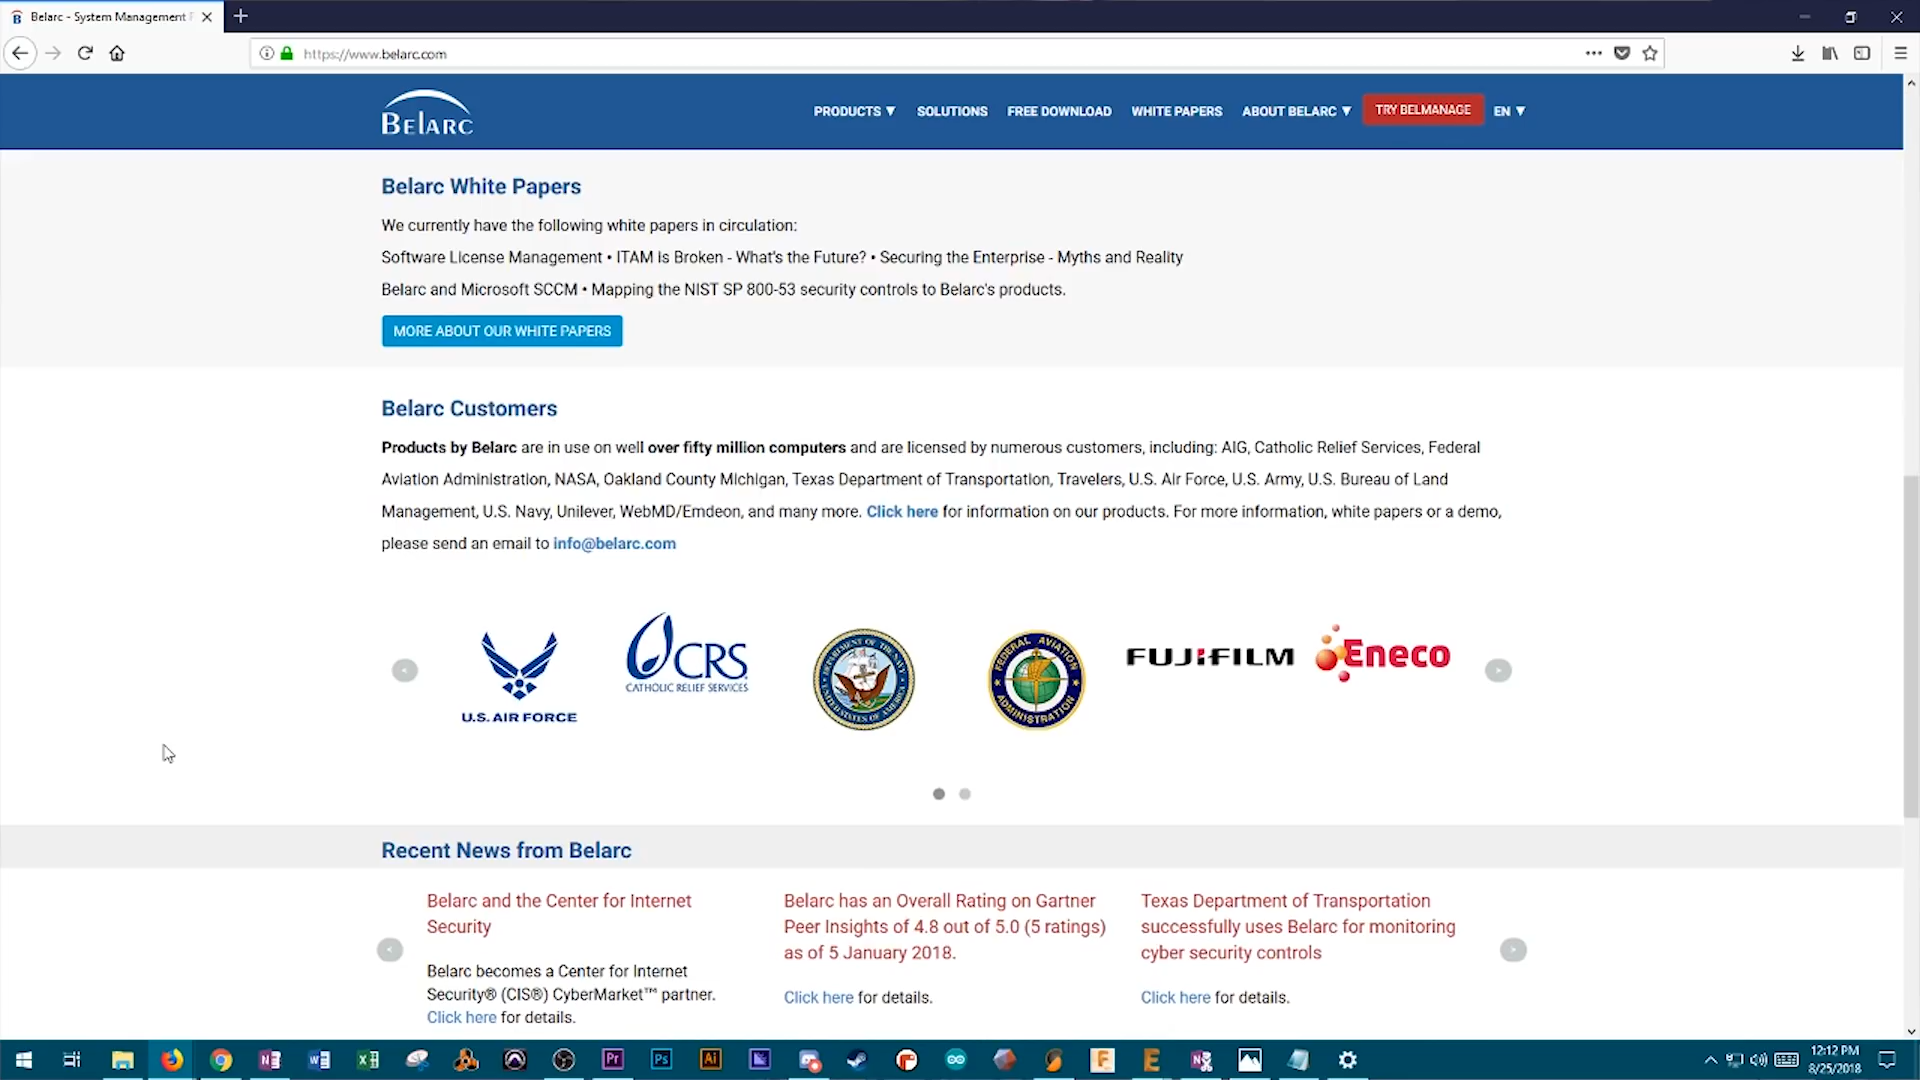 Belarc - System Management
https://www.belarc.com
BELARC
PRODUCTS ▼
SOLUTIONS
FREE DOWNLOAD
WHITE PAPERS
ABOUT BELARC ▼
TRY BELMANAGE
EN ▼
Belarc White Papers
We currently have the following white papers in circulation:
Software License Management • ITAM is Broken - What's the Future? • Securing the Enterprise - Myths and Reality
Belarc and Microsoft SCCM • Mapping the NIST SP 800-53 security controls to Belarc's products.
MORE ABOUT OUR WHITE PAPERS
Belarc Customers
Products by Belarc are in use on well over fifty million computers and are licensed by numerous customers, including: AIG, Catholic Relief Services, Federal
Aviation Administration, NASA, Oakland County Michigan, Texas Department of Transportation, Travelers, U.S. Air Force, U.S. Army, U.S. Bureau of Land
Management, U.S. Navy, Unilever, WebMD/Emdeon, and many more. Click here for information on our products. For more information, white papers or a demo,
please send an email to info@belarc.com
U.S. AIR FORCE
CRS
CATHOLIC RELIEF SERVICES
DEPARTMENT OF THE NAVY
UNITED STATES OF AMERICA
FEDERAL AVIATION
ADMINISTRATION
FUJIFILM
Eneco
Recent News from Belarc
Belarc and the Center for Internet
Security
Belarc becomes a Center for Internet
Security® (CIS®) CyberMarket™ partner.
Click here for details.
Belarc has an Overall Rating on Gartner
Peer Insights of 4.8 out of 5.0 (5 ratings)
as of 5 January 2018.
Click here for details.
Texas Department of Transportation
successfully uses Belarc for monitoring
cyber security controls
Click here for details.
Pr
Ps
Ai
12:12 PM
8/25/2018